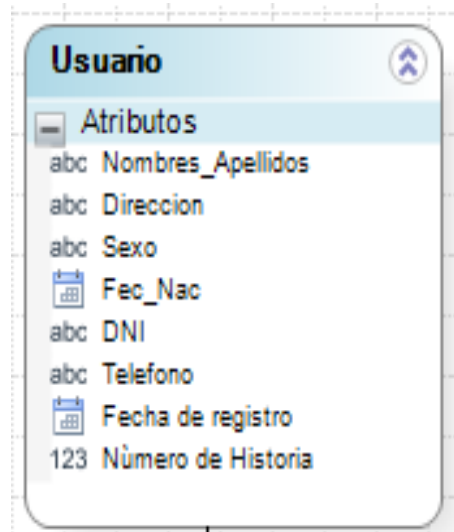 Usuario
Atributos
abc Nombres_Apellidos
abc Direccion
abc Sexo
Fec_Nac
abc DNI
abc Telefono
Fecha de registro
123 Nùmero de Historia